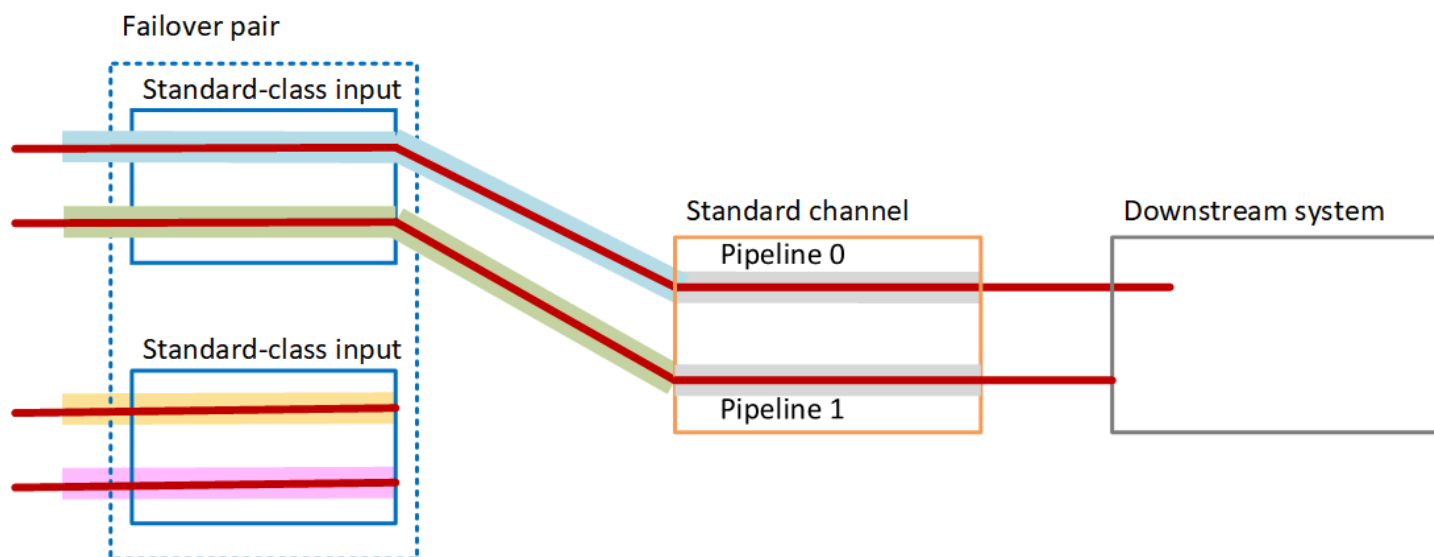 Failover pair
Standard-class input
Standard channel
Downstream system
Pipeline 0
Standard-class input
Pipeline 1